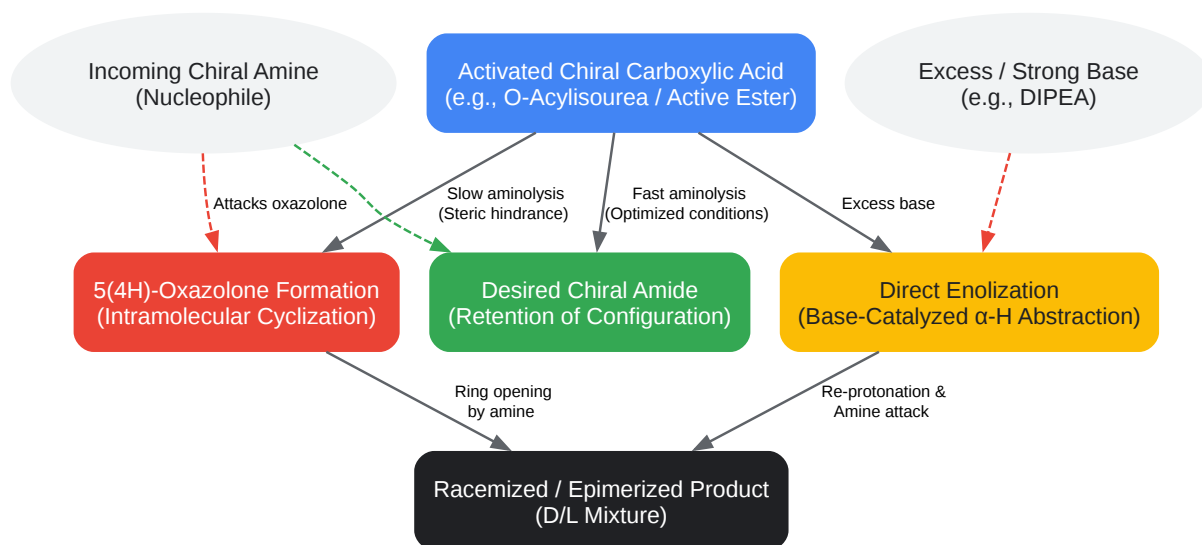 Incoming Chiral Amine
(Nucleophile)
Activated Chiral Carboxylic Acid
(e.g., O-Acylisourea / Active Ester)
Excess / Strong Base
(e.g., DIPEA)
Attacks oxazolone
Slow aminolysis
(Steric hindrance)
Fast aminolysis
(Optimized conditions)
Excess base
5(4H)-Oxazolone Formation
(Intramolecular Cyclization)
Desired Chiral Amide
(Retention of Configuration)
Direct Enolization
(Base-Catalyzed α-H Abstraction)
Ring opening
by amine
Re-protonation &
Amine attack
Racemized / Epimerized Product
(D/L Mixture)